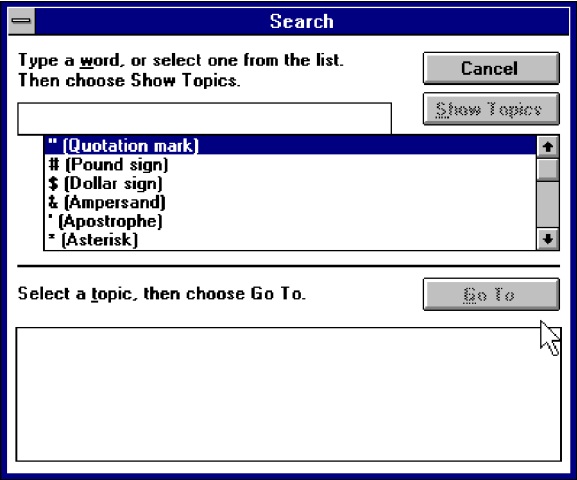 Search
Type a word, or select one from the list.
Then choose Show Topics.
Cancel
Show Topics
" (Quotation mark)
# (Pound sign)
$ (Dollar sign)
& (Ampersand)
' (Apostrophe)
* (Asterisk)
Select a topic, then choose Go To.
Go To